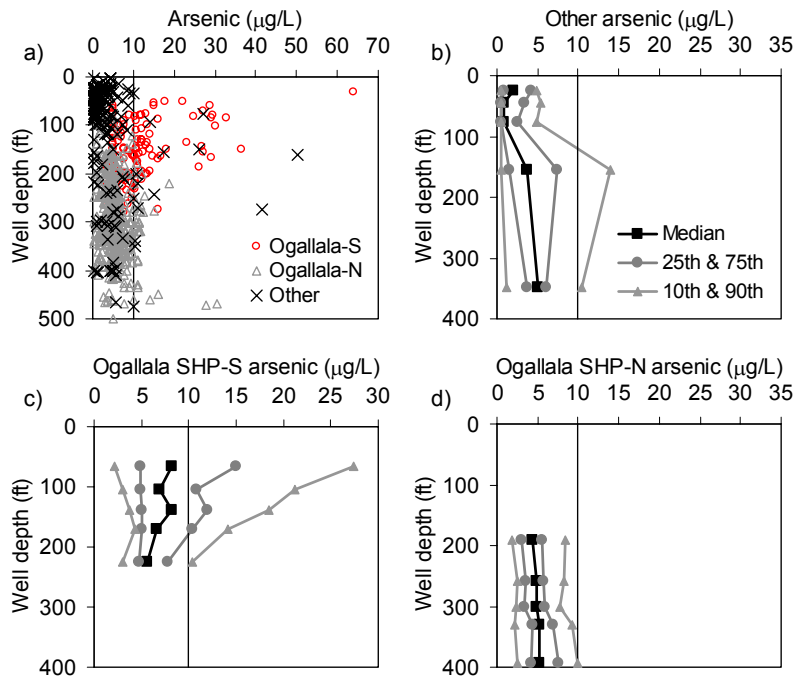 Arsenic (µg/L)
a)
0 10 20 30 40 50 60 70
0
100
200
300
400
500
Well depth (ft)
Ogallala-S
Ogallala-N
Other
Other arsenic (µg/L)
b)
0 5 10 15 20 25 30 35
0
100
200
300
400
Well depth (ft)
Median
25th & 75th
10th & 90th
Ogallala SHP-S arsenic (µg/L)
c)
0 5 10 15 20 25 30
0
100
200
300
400
Well depth (ft)
Ogallala SHP-N arsenic (µg/L)
d)
0 5 10 15 20 25 30 35
0
100
200
300
400
Well depth (ft)